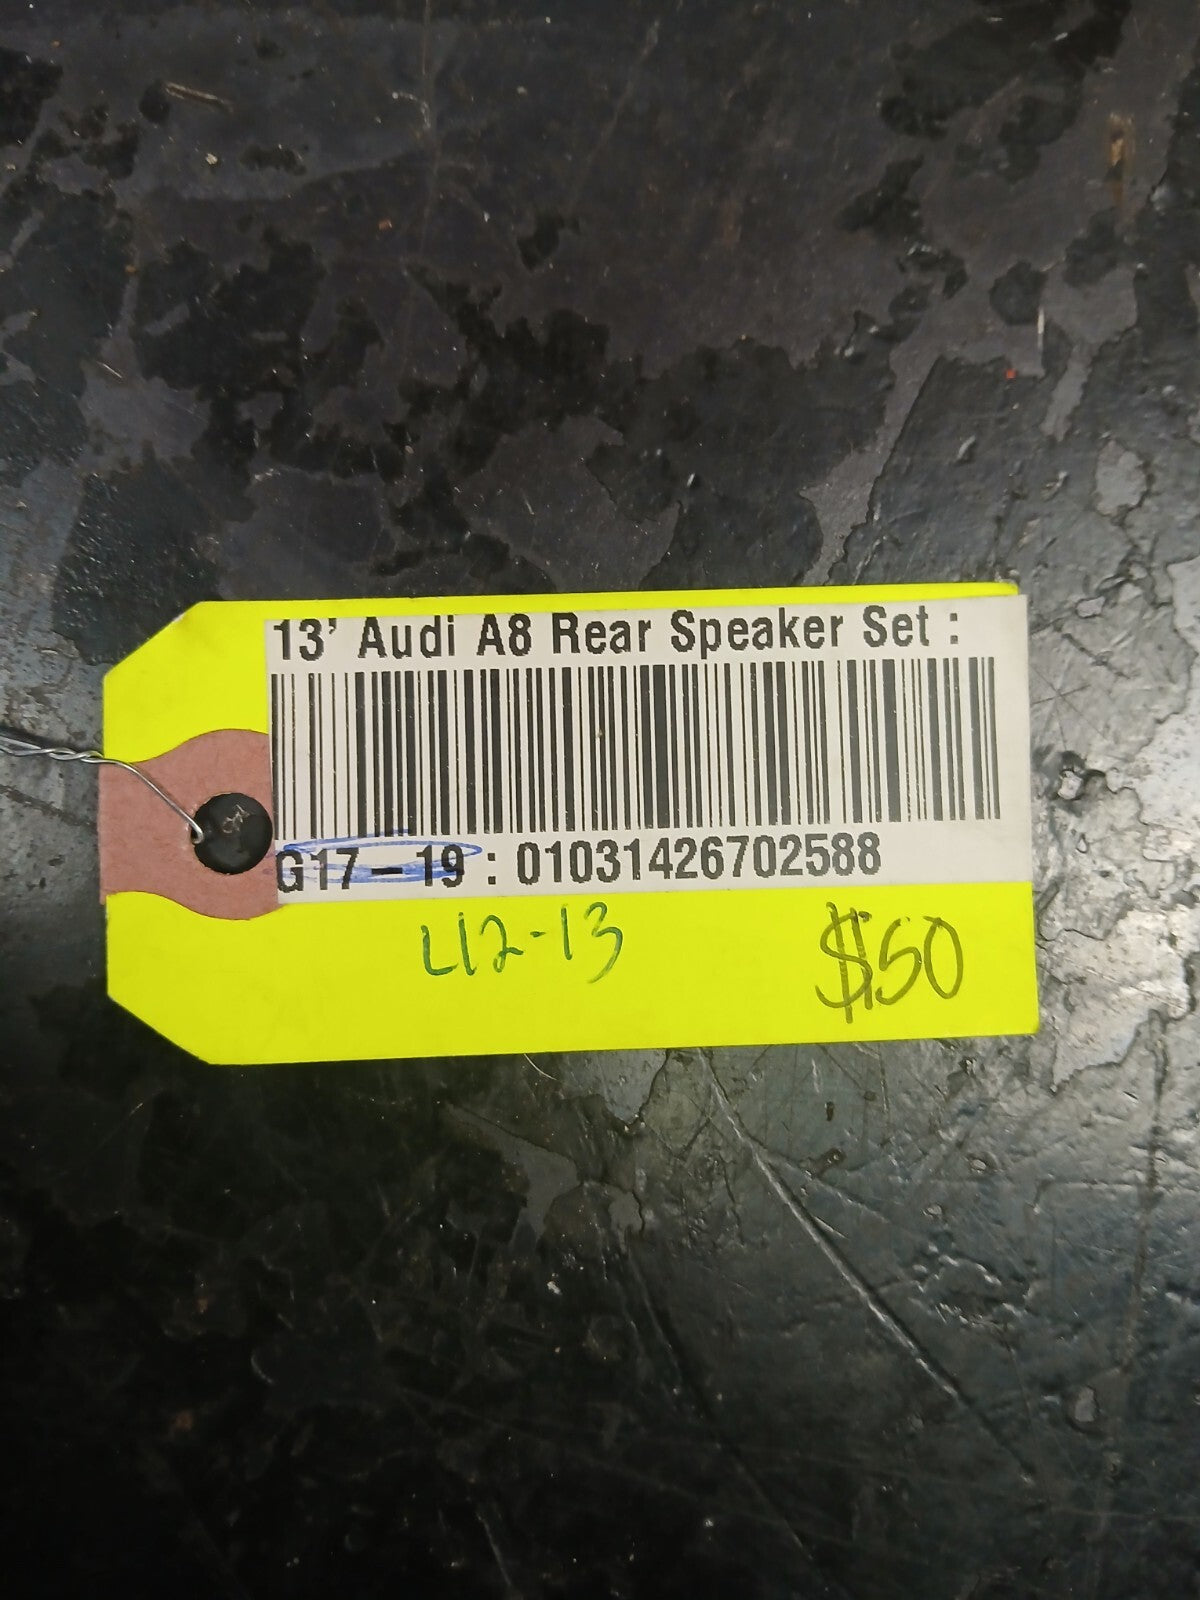 13' Audi A8 Rear Speaker Set :
G17-19 : 01031426702588
L12-13
$50